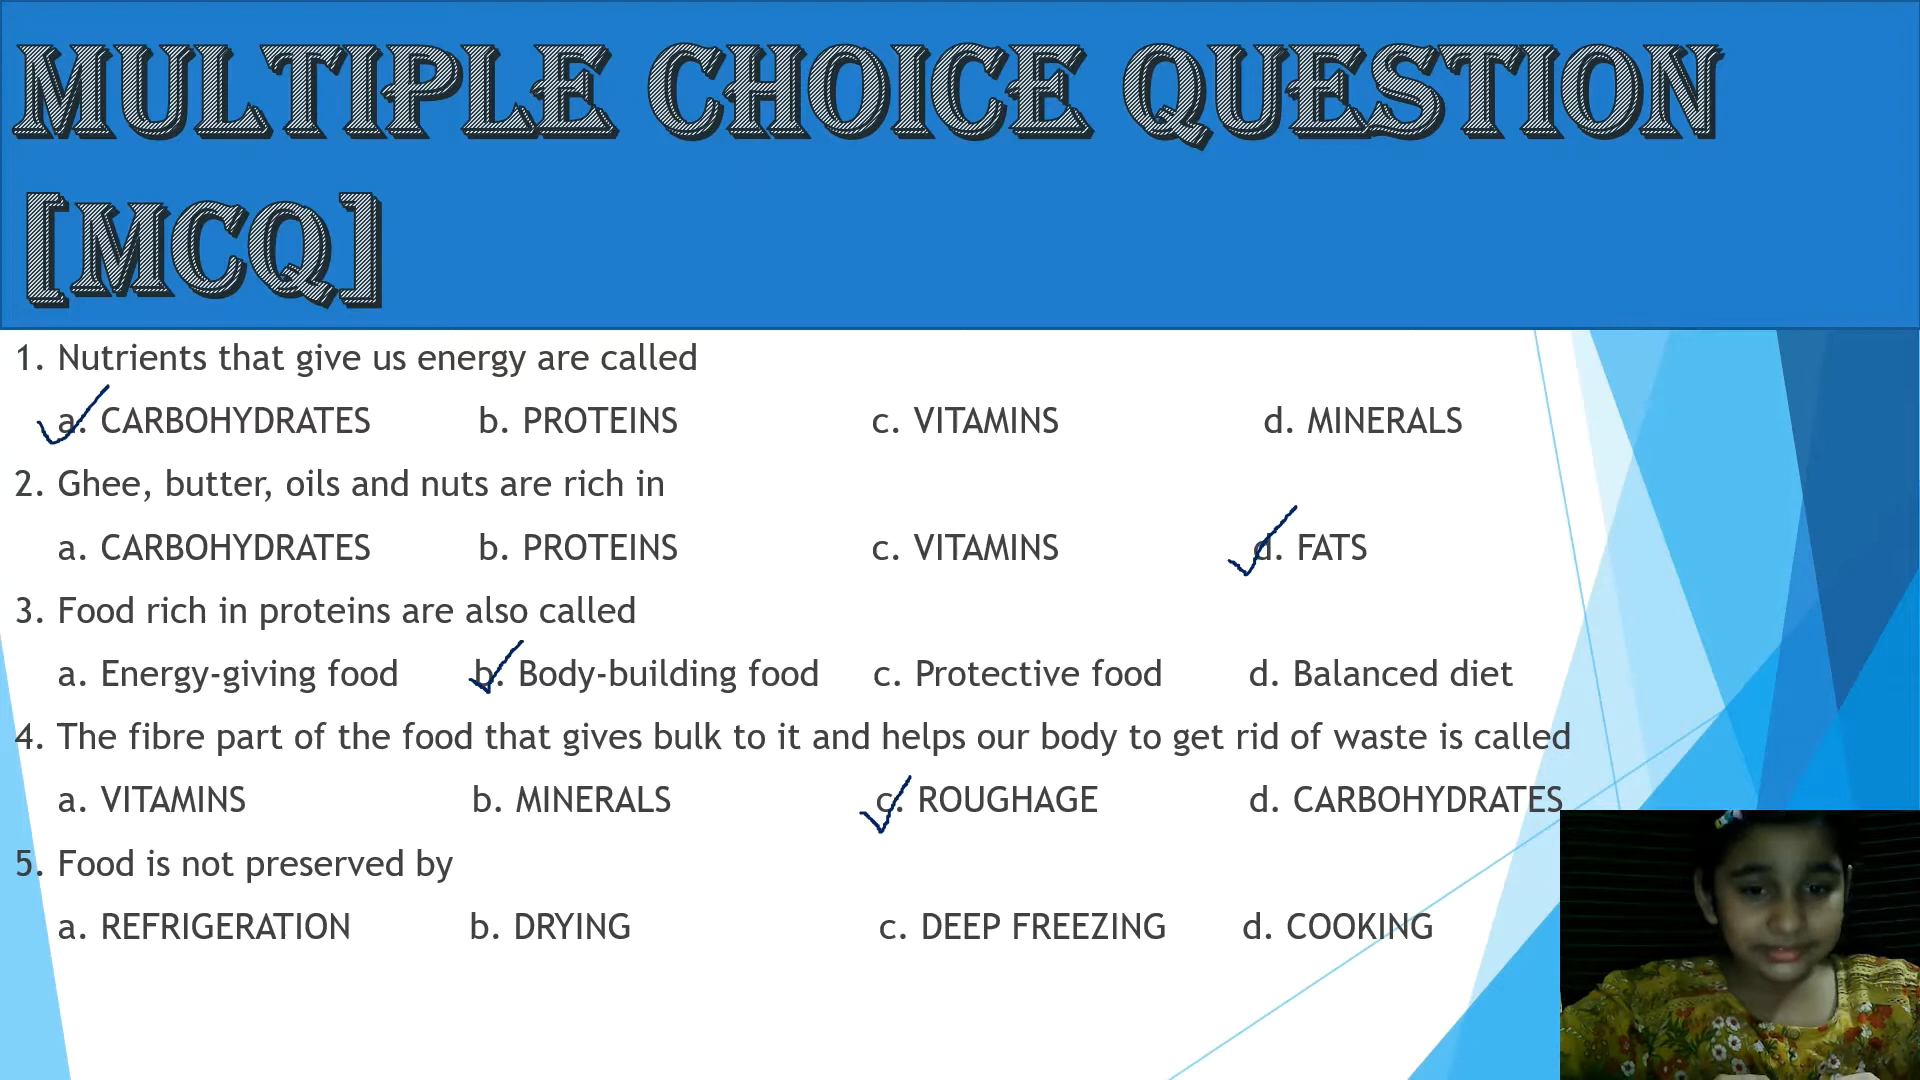 MULTIPLE CHOICE QUESTION
[MCQ]
1. Nutrients that give us energy are called
a. CARBOHYDRATES b. PROTEINS c. VITAMINS d. MINERALS
2. Ghee, butter, oils and nuts are rich in
a. CARBOHYDRATES b. PROTEINS c. VITAMINS d. FATS
3. Food rich in proteins are also called
a. Energy-giving food b. Body-building food c. Protective food d. Balanced diet
4. The fibre part of the food that gives bulk to it and helps our body to get rid of waste is called
a. VITAMINS b. MINERALS c. ROUGHAGE d. CARBOHYDRATES
5. Food is not preserved by
a. REFRIGERATION b. DRYING c. DEEP FREEZING d. COOKING